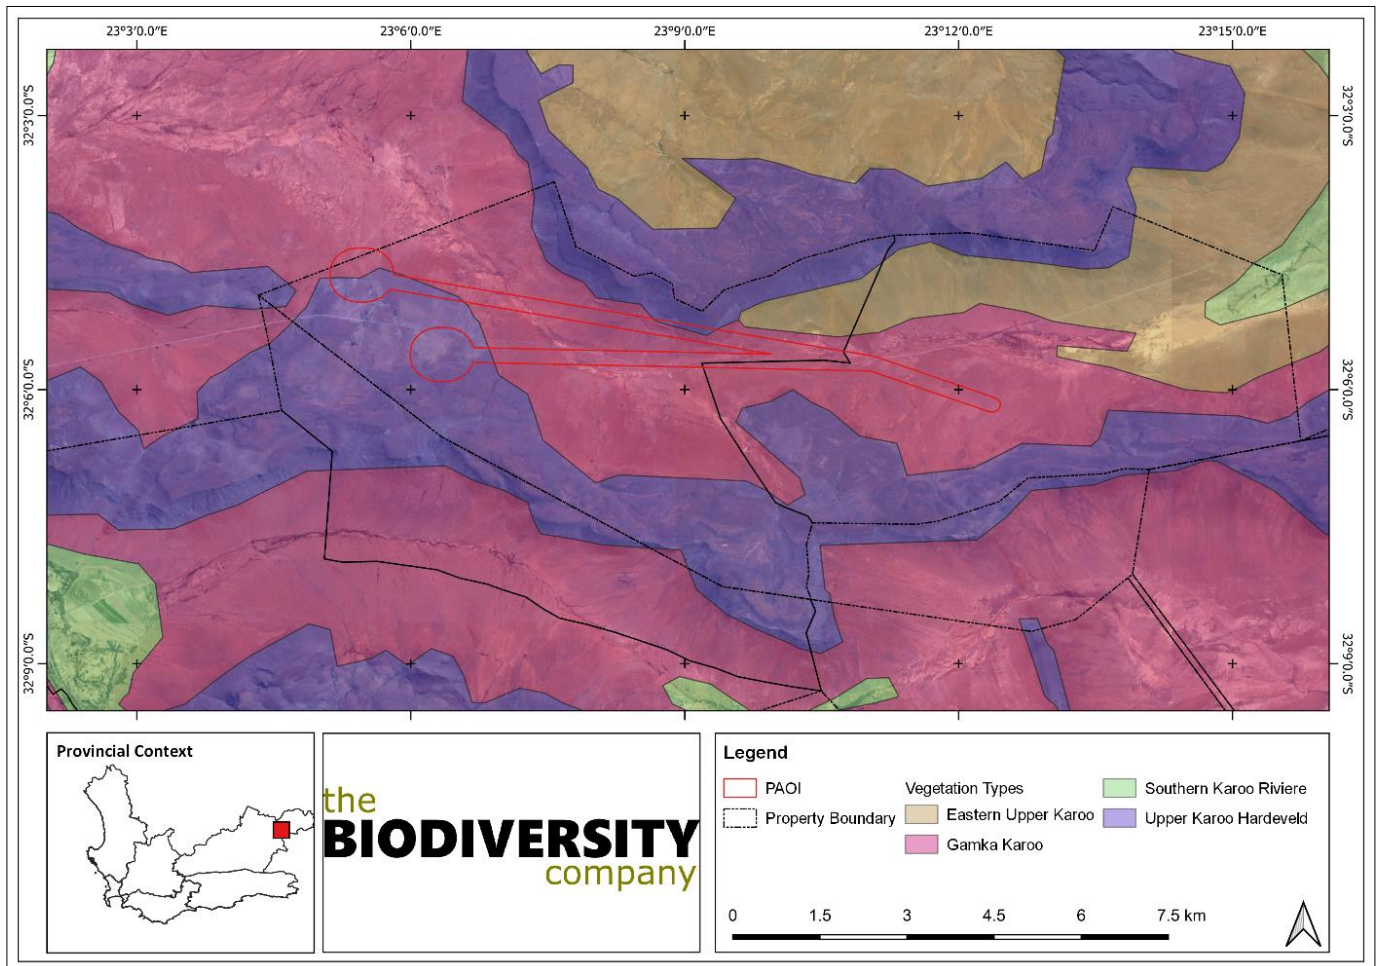 23°3'0.0"E 23°6'0.0"E 23°9'0.0"E 23°12'0.0"E 23°15'0.0"E
32°3'0.0"S 32°3'0.0"S
32°6'0.0"S 32°6'0.0"S
32°9'0.0"S 32°9'0.0"S
Provincial Context
the
BIODIVERSITY
company
Legend
PAOI
Property Boundary
Vegetation Types
Eastern Upper Karoo
Gamka Karoo
Southern Karoo Riviere
Upper Karoo Hardeveld
0 1.5 3 4.5 6 7.5 km